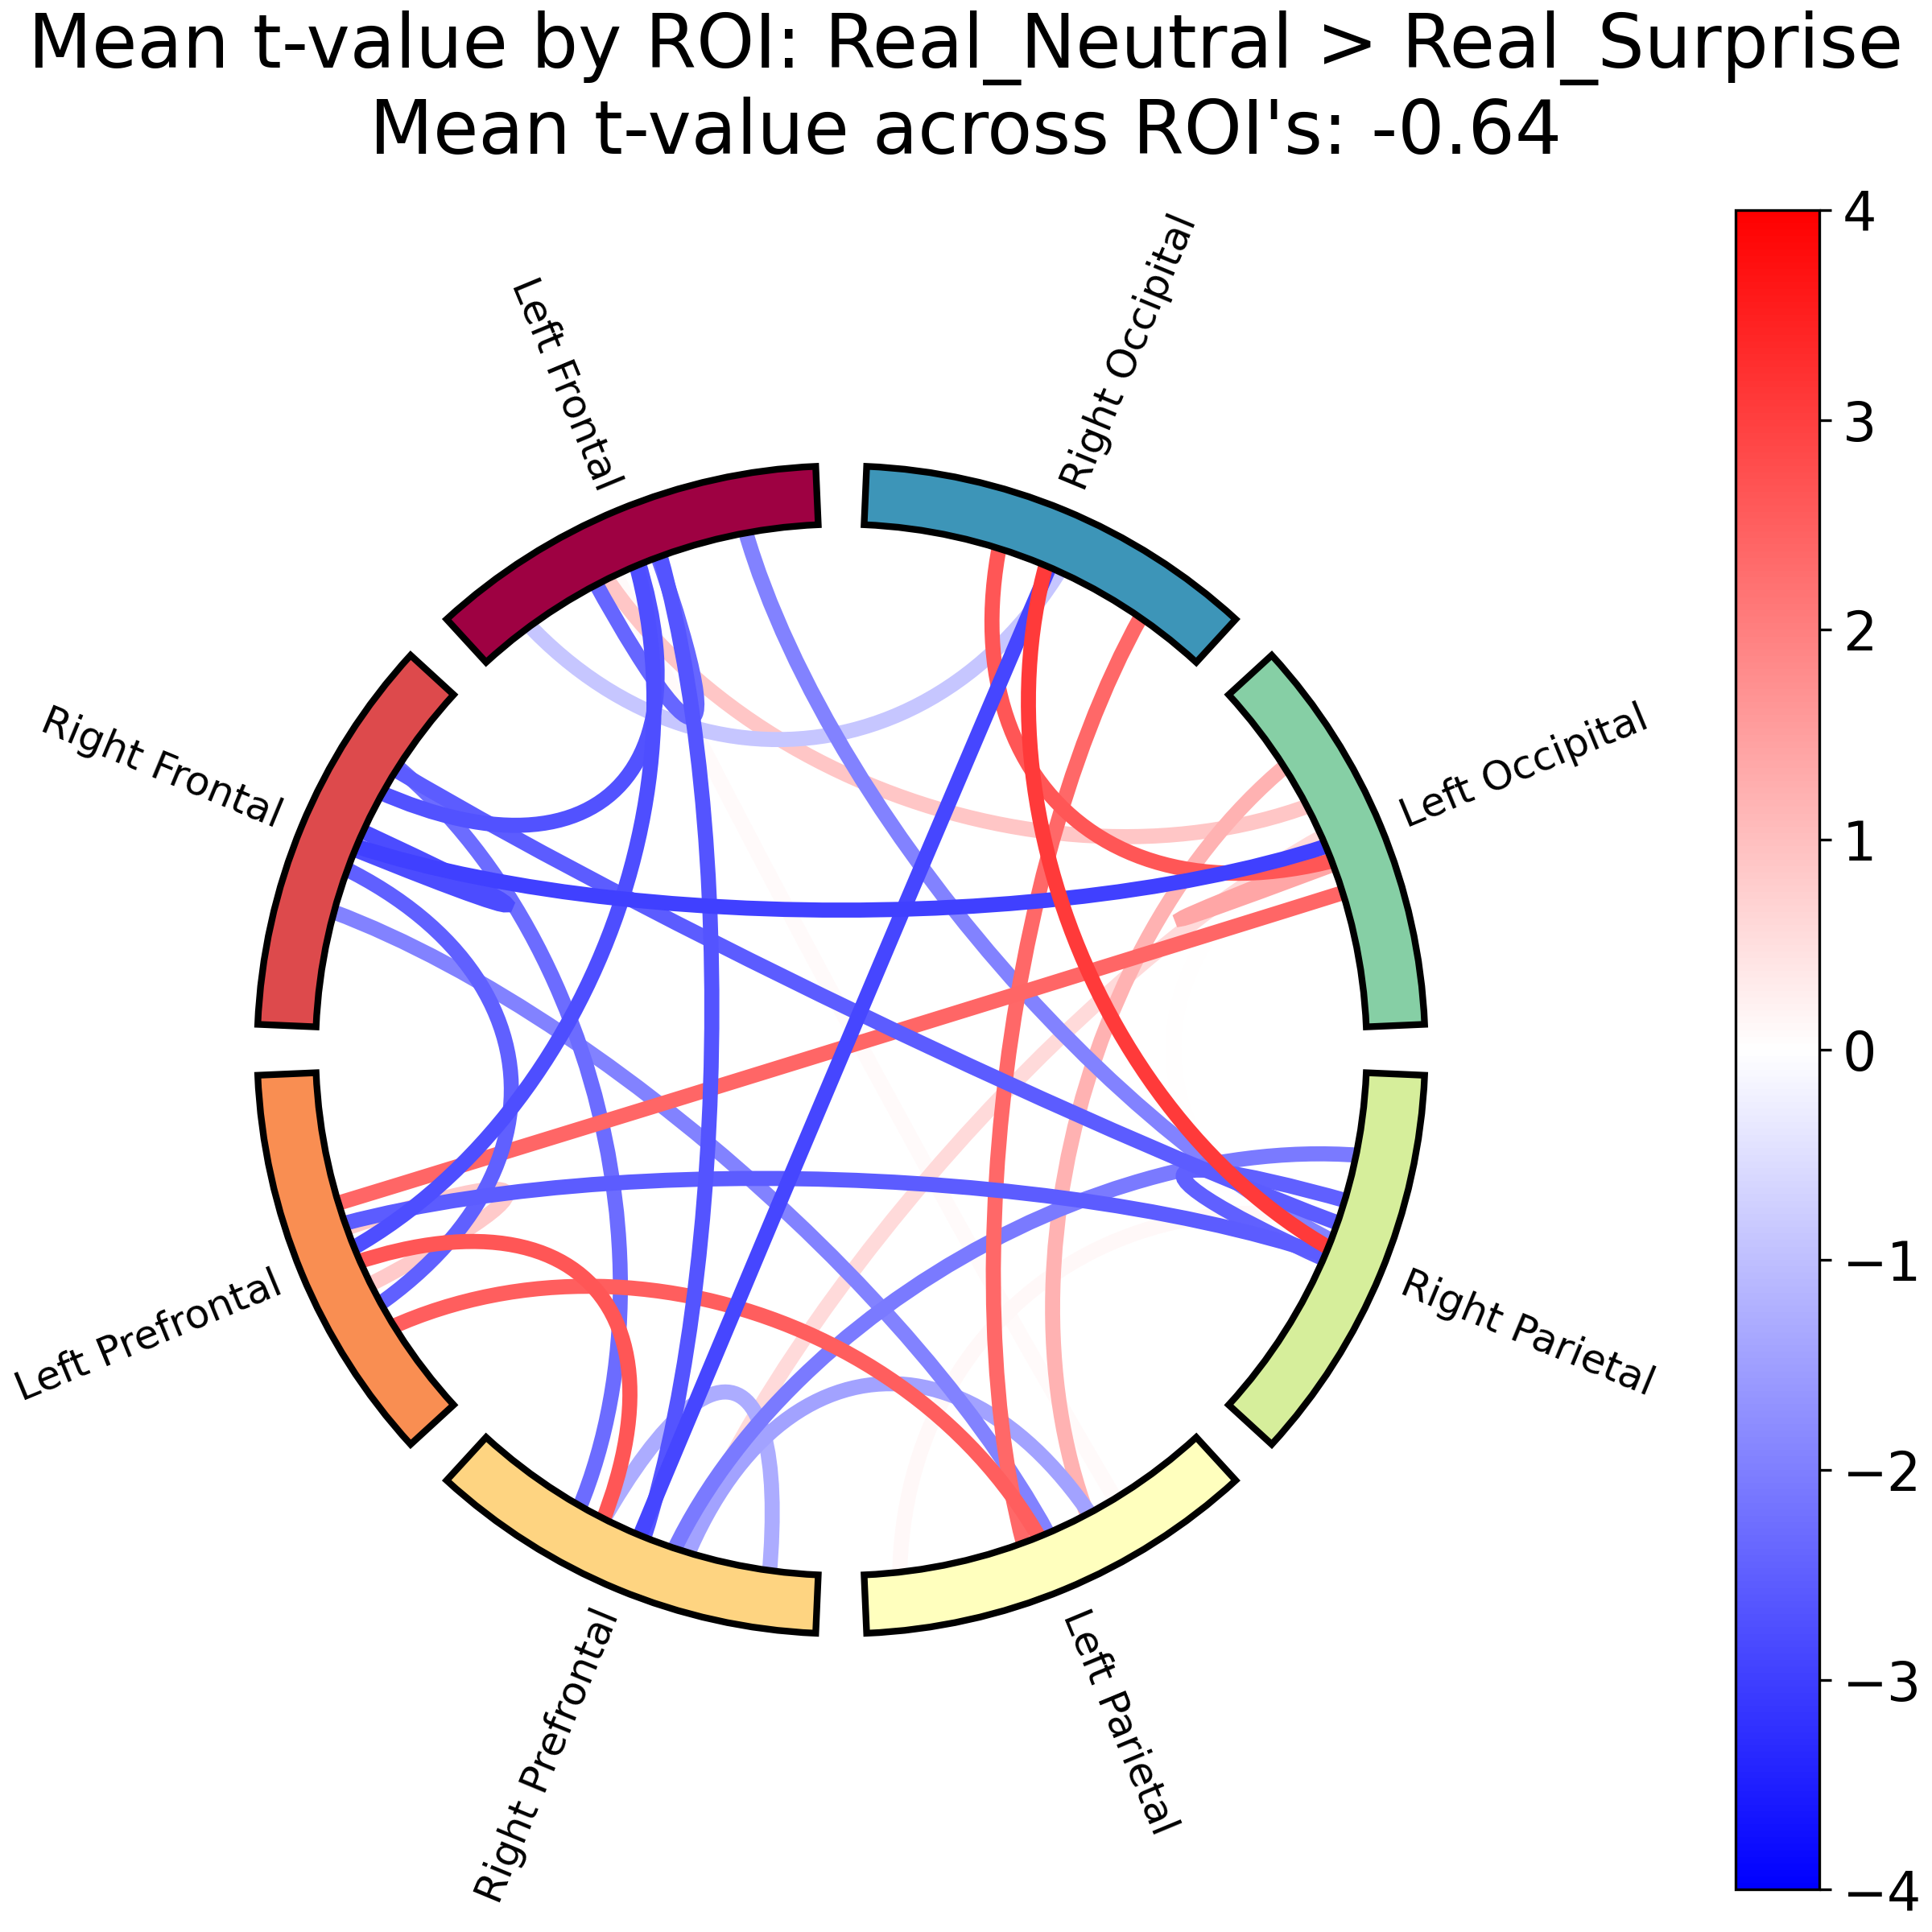 Mean t-value by ROI: Real_Neutral > Real_Surprise
Mean t-value across ROI's: -0.64
Left Frontal
Right Occipital
Right Frontal
Left Occipital
Left Prefrontal
Right Parietal
Right Prefrontal
Left Parietal
4
3
2
1
0
−1
−2
−3
−4